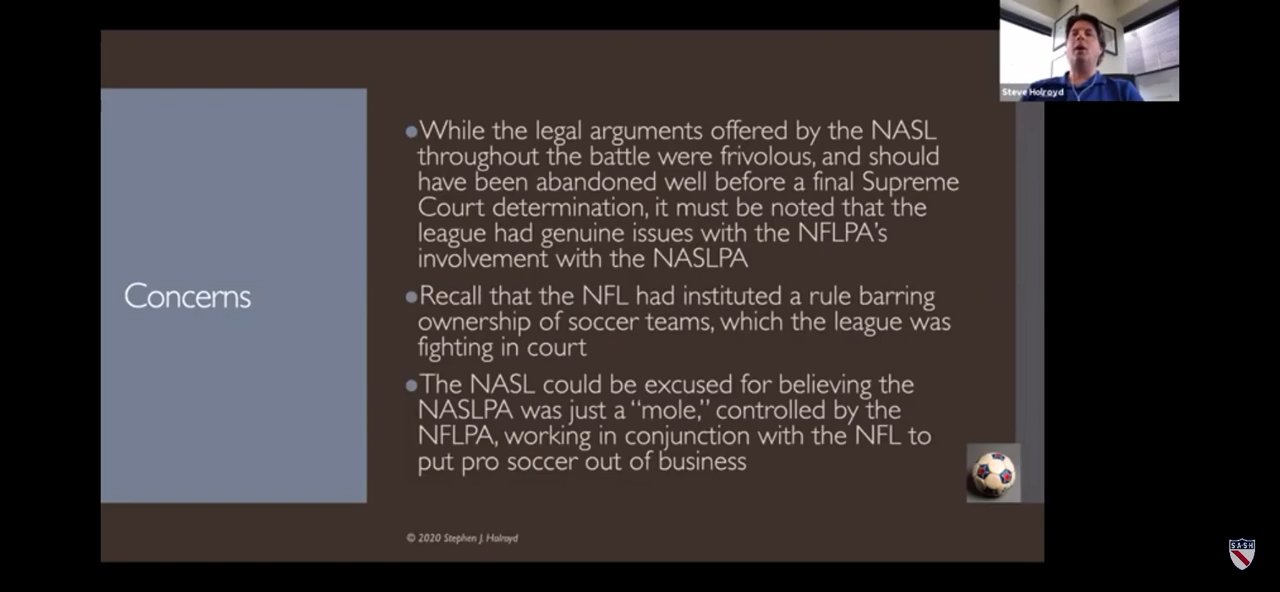 Steve Holroyd
Concerns
●While the legal arguments offered by the NASL
throughout the battle were frivolous, and should
have been abandoned well before a final Supreme
Court determination, it must be noted that the
league had genuine issues with the NFLPA's
involvement with the NASLPA
●Recall that the NFL had instituted a rule barring
ownership of soccer teams, which the league was
fighting in court
●The NASL could be excused for believing the
NASLPA was just a “mole,” controlled by the
NFLPA, working in conjunction with the NFL to
put pro soccer out of business
© 2020 Stephen J. Holroyd
SASH